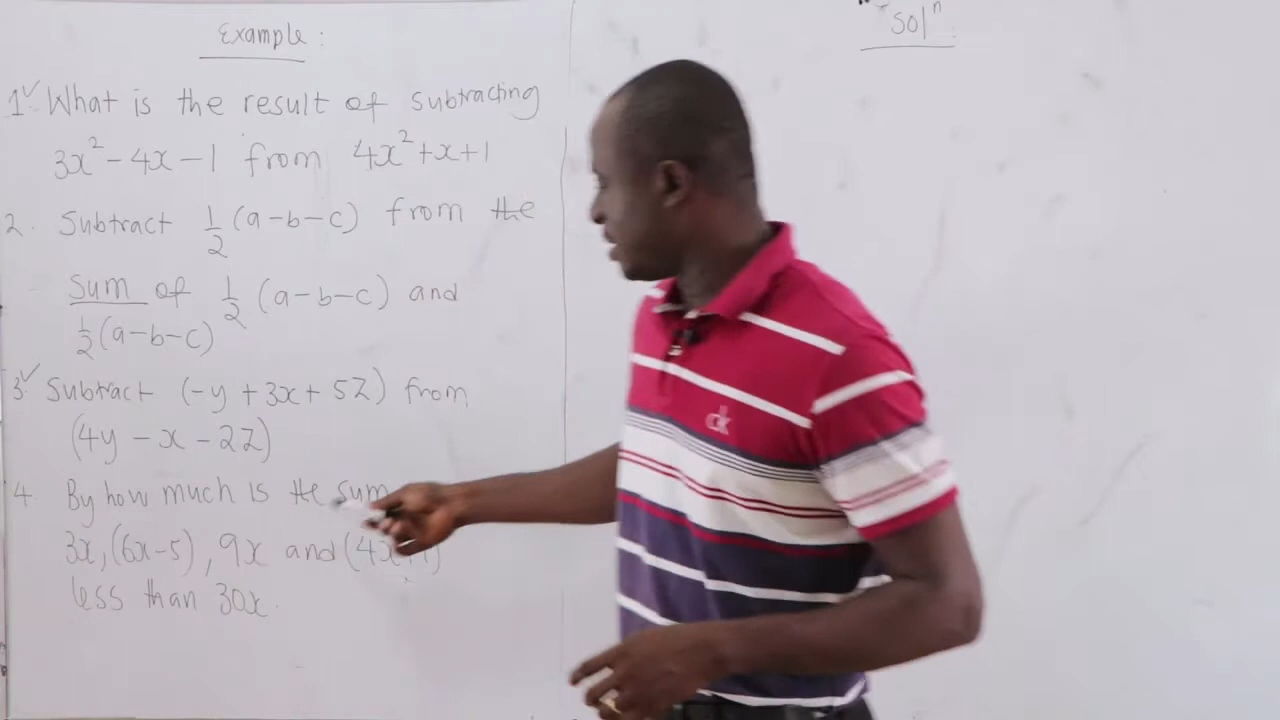 Example :
1. What is the result of subtracting
3x² - 4x - 1 from 4x² + x + 1
2. Subtract 1/2 (a-b-c) from the
Sum of 1/2 (a-b-c) and
1/2 (a-b-c)
3. Subtract (-y + 3x + 5Z) from
(4y - x - 2Z)
4. By how much is the sum
3x, (6x-5), 9x and (4x+1)
less than 30x.
Solⁿ
ck